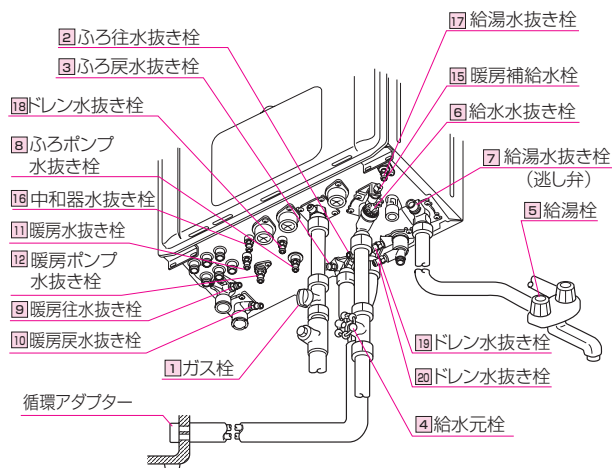 2 ふろ往水抜き栓
3 ふろ戻水抜き栓
18 ドレン水抜き栓
8 ふろポンプ
水抜き栓
16 中和器水抜き栓
11 暖房水抜き栓
12 暖房ポンプ
水抜き栓
9 暖房往水抜き栓
10 暖房戻水抜き栓
1 ガス栓
循環アダプター
17 給湯水抜き栓
15 暖房補給水栓
6 給水水抜き栓
7 給湯水抜き栓
(逃し弁)
5 給湯栓
19 ドレン水抜き栓
20 ドレン水抜き栓
4 給水元栓